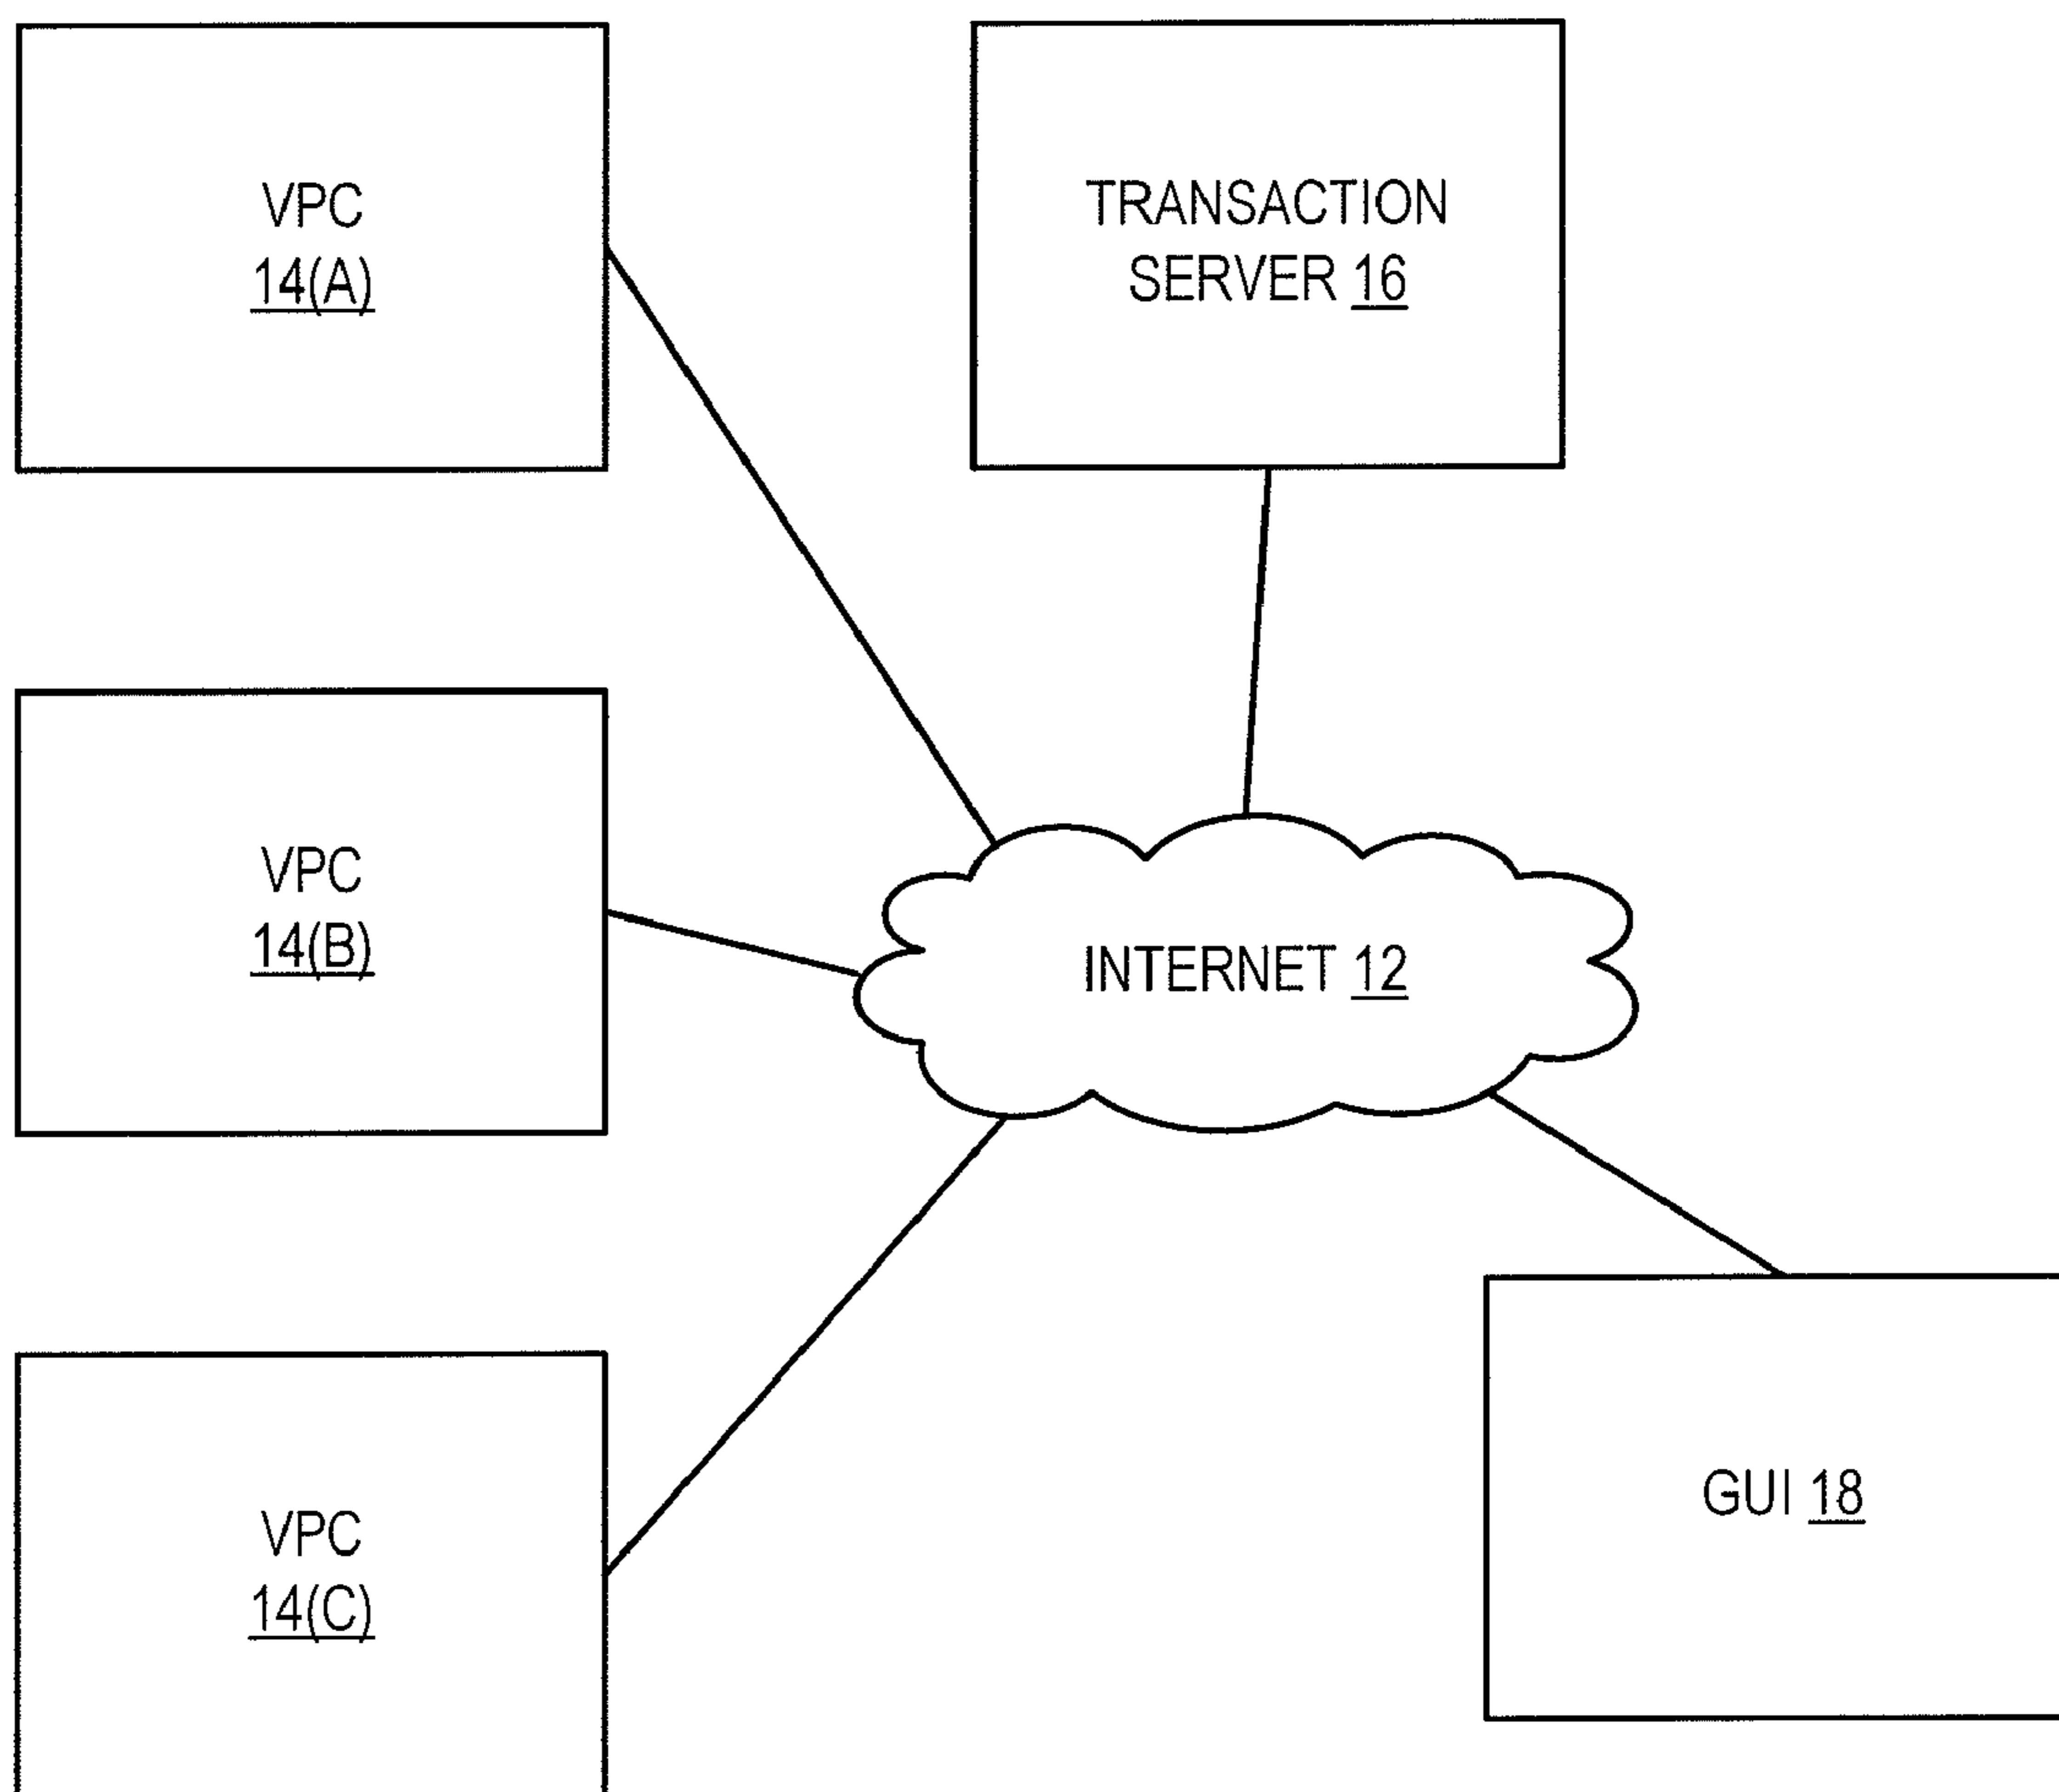 VPC
14(A)
TRANSACTION
SERVER 16
VPC
14(B)
INTERNET 12
VPC
14(C)
GUI 18